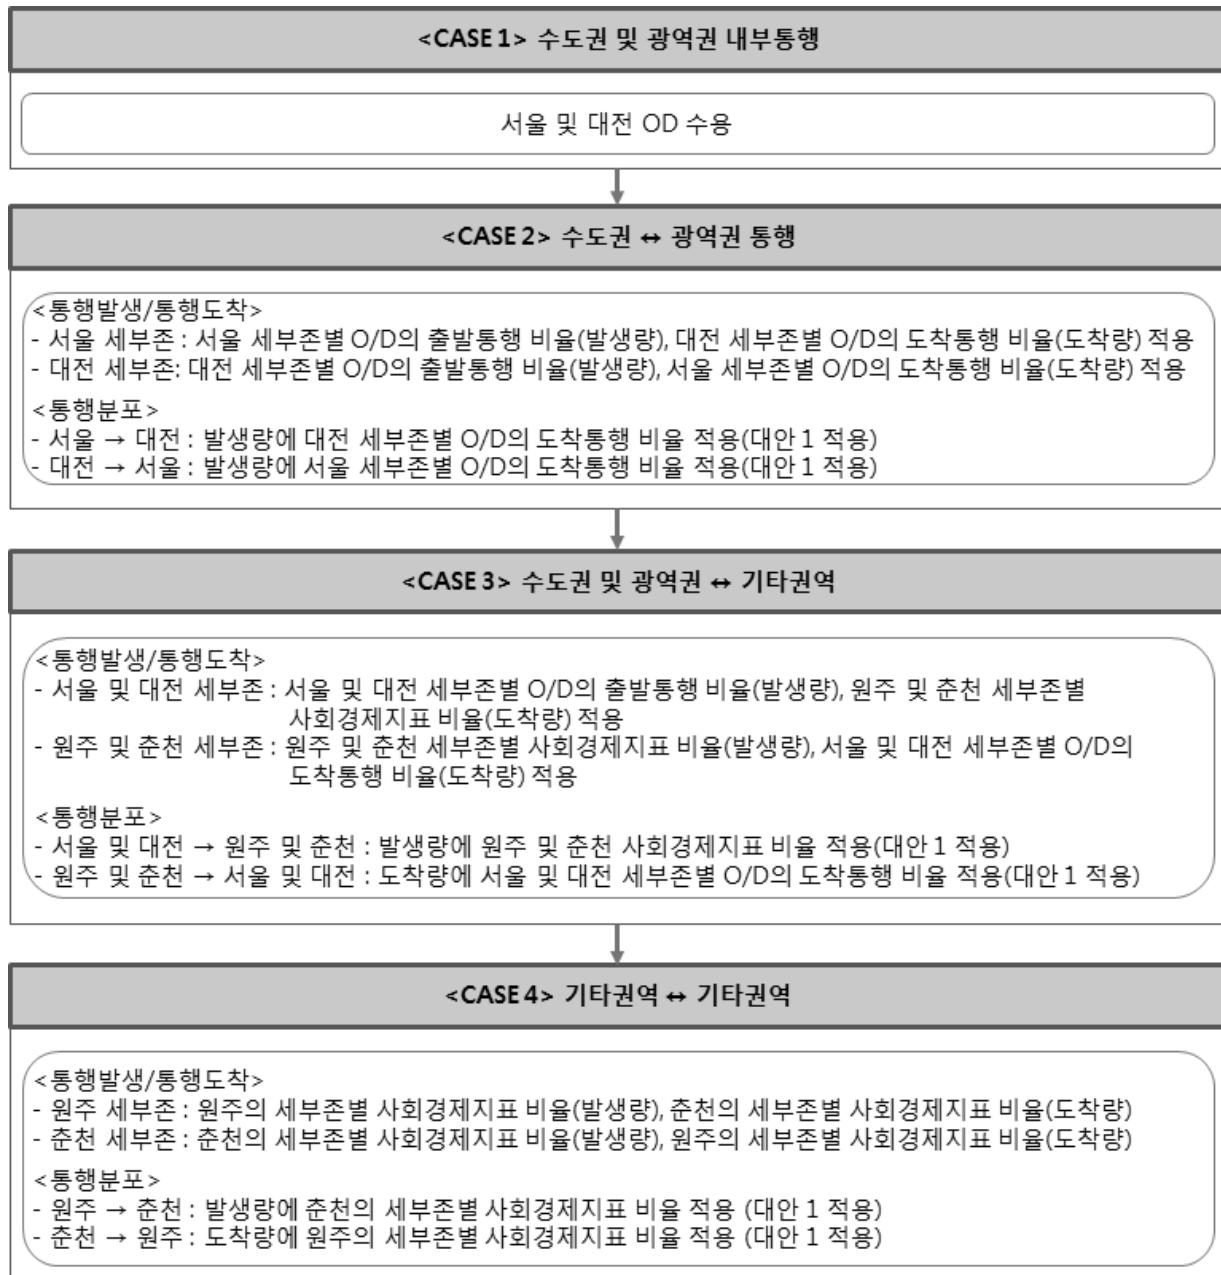 <CASE 1> 수도권 및 광역권 내부통행
서울 및 대전 OD 수용
<CASE 2> 수도권 ↔ 광역권 통행
<통행발생/통행도착>
- 서울 세부존 : 서울 세부존별 O/D의 출발통행 비율(발생량), 대전 세부존별 O/D의 도착통행 비율(도착량) 적용
- 대전 세부존: 대전 세부존별 O/D의 출발통행 비율(발생량), 서울 세부존별 O/D의 도착통행 비율(도착량) 적용
<통행분포>
- 서울 → 대전 : 발생량에 대전 세부존별 O/D의 도착통행 비율 적용(대안 1 적용)
- 대전 → 서울 : 발생량에 서울 세부존별 O/D의 도착통행 비율 적용(대안 1 적용)
<CASE 3> 수도권 및 광역권 ↔ 기타권역
<통행발생/통행도착>
- 서울 및 대전 세부존 : 서울 및 대전 세부존별 O/D의 출발통행 비율(발생량), 원주 및 춘천 세부존별
사회경제지표 비율(도착량) 적용
- 원주 및 춘천 세부존 : 원주 및 춘천 세부존별 사회경제지표 비율(발생량), 서울 및 대전 세부존별 O/D의
도착통행 비율(도착량) 적용
<통행분포>
- 서울 및 대전 → 원주 및 춘천 : 발생량에 원주 및 춘천 사회경제지표 비율 적용(대안 1 적용)
- 원주 및 춘천 → 서울 및 대전 : 도착량에 서울 및 대전 세부존별 O/D의 도착통행 비율 적용(대안 1 적용)
<CASE 4> 기타권역 ↔ 기타권역
<통행발생/통행도착>
- 원주 세부존 : 원주의 세부존별 사회경제지표 비율(발생량), 춘천의 세부존별 사회경제지표 비율(도착량)
- 춘천 세부존 : 춘천의 세부존별 사회경제지표 비율(발생량), 원주의 세부존별 사회경제지표 비율(도착량)
<통행분포>
- 원주 → 춘천 : 발생량에 춘천의 세부존별 사회경제지표 비율 적용 (대안 1 적용)
- 춘천 → 원주 : 도착량에 원주의 세부존별 사회경제지표 비율 적용 (대안 1 적용)